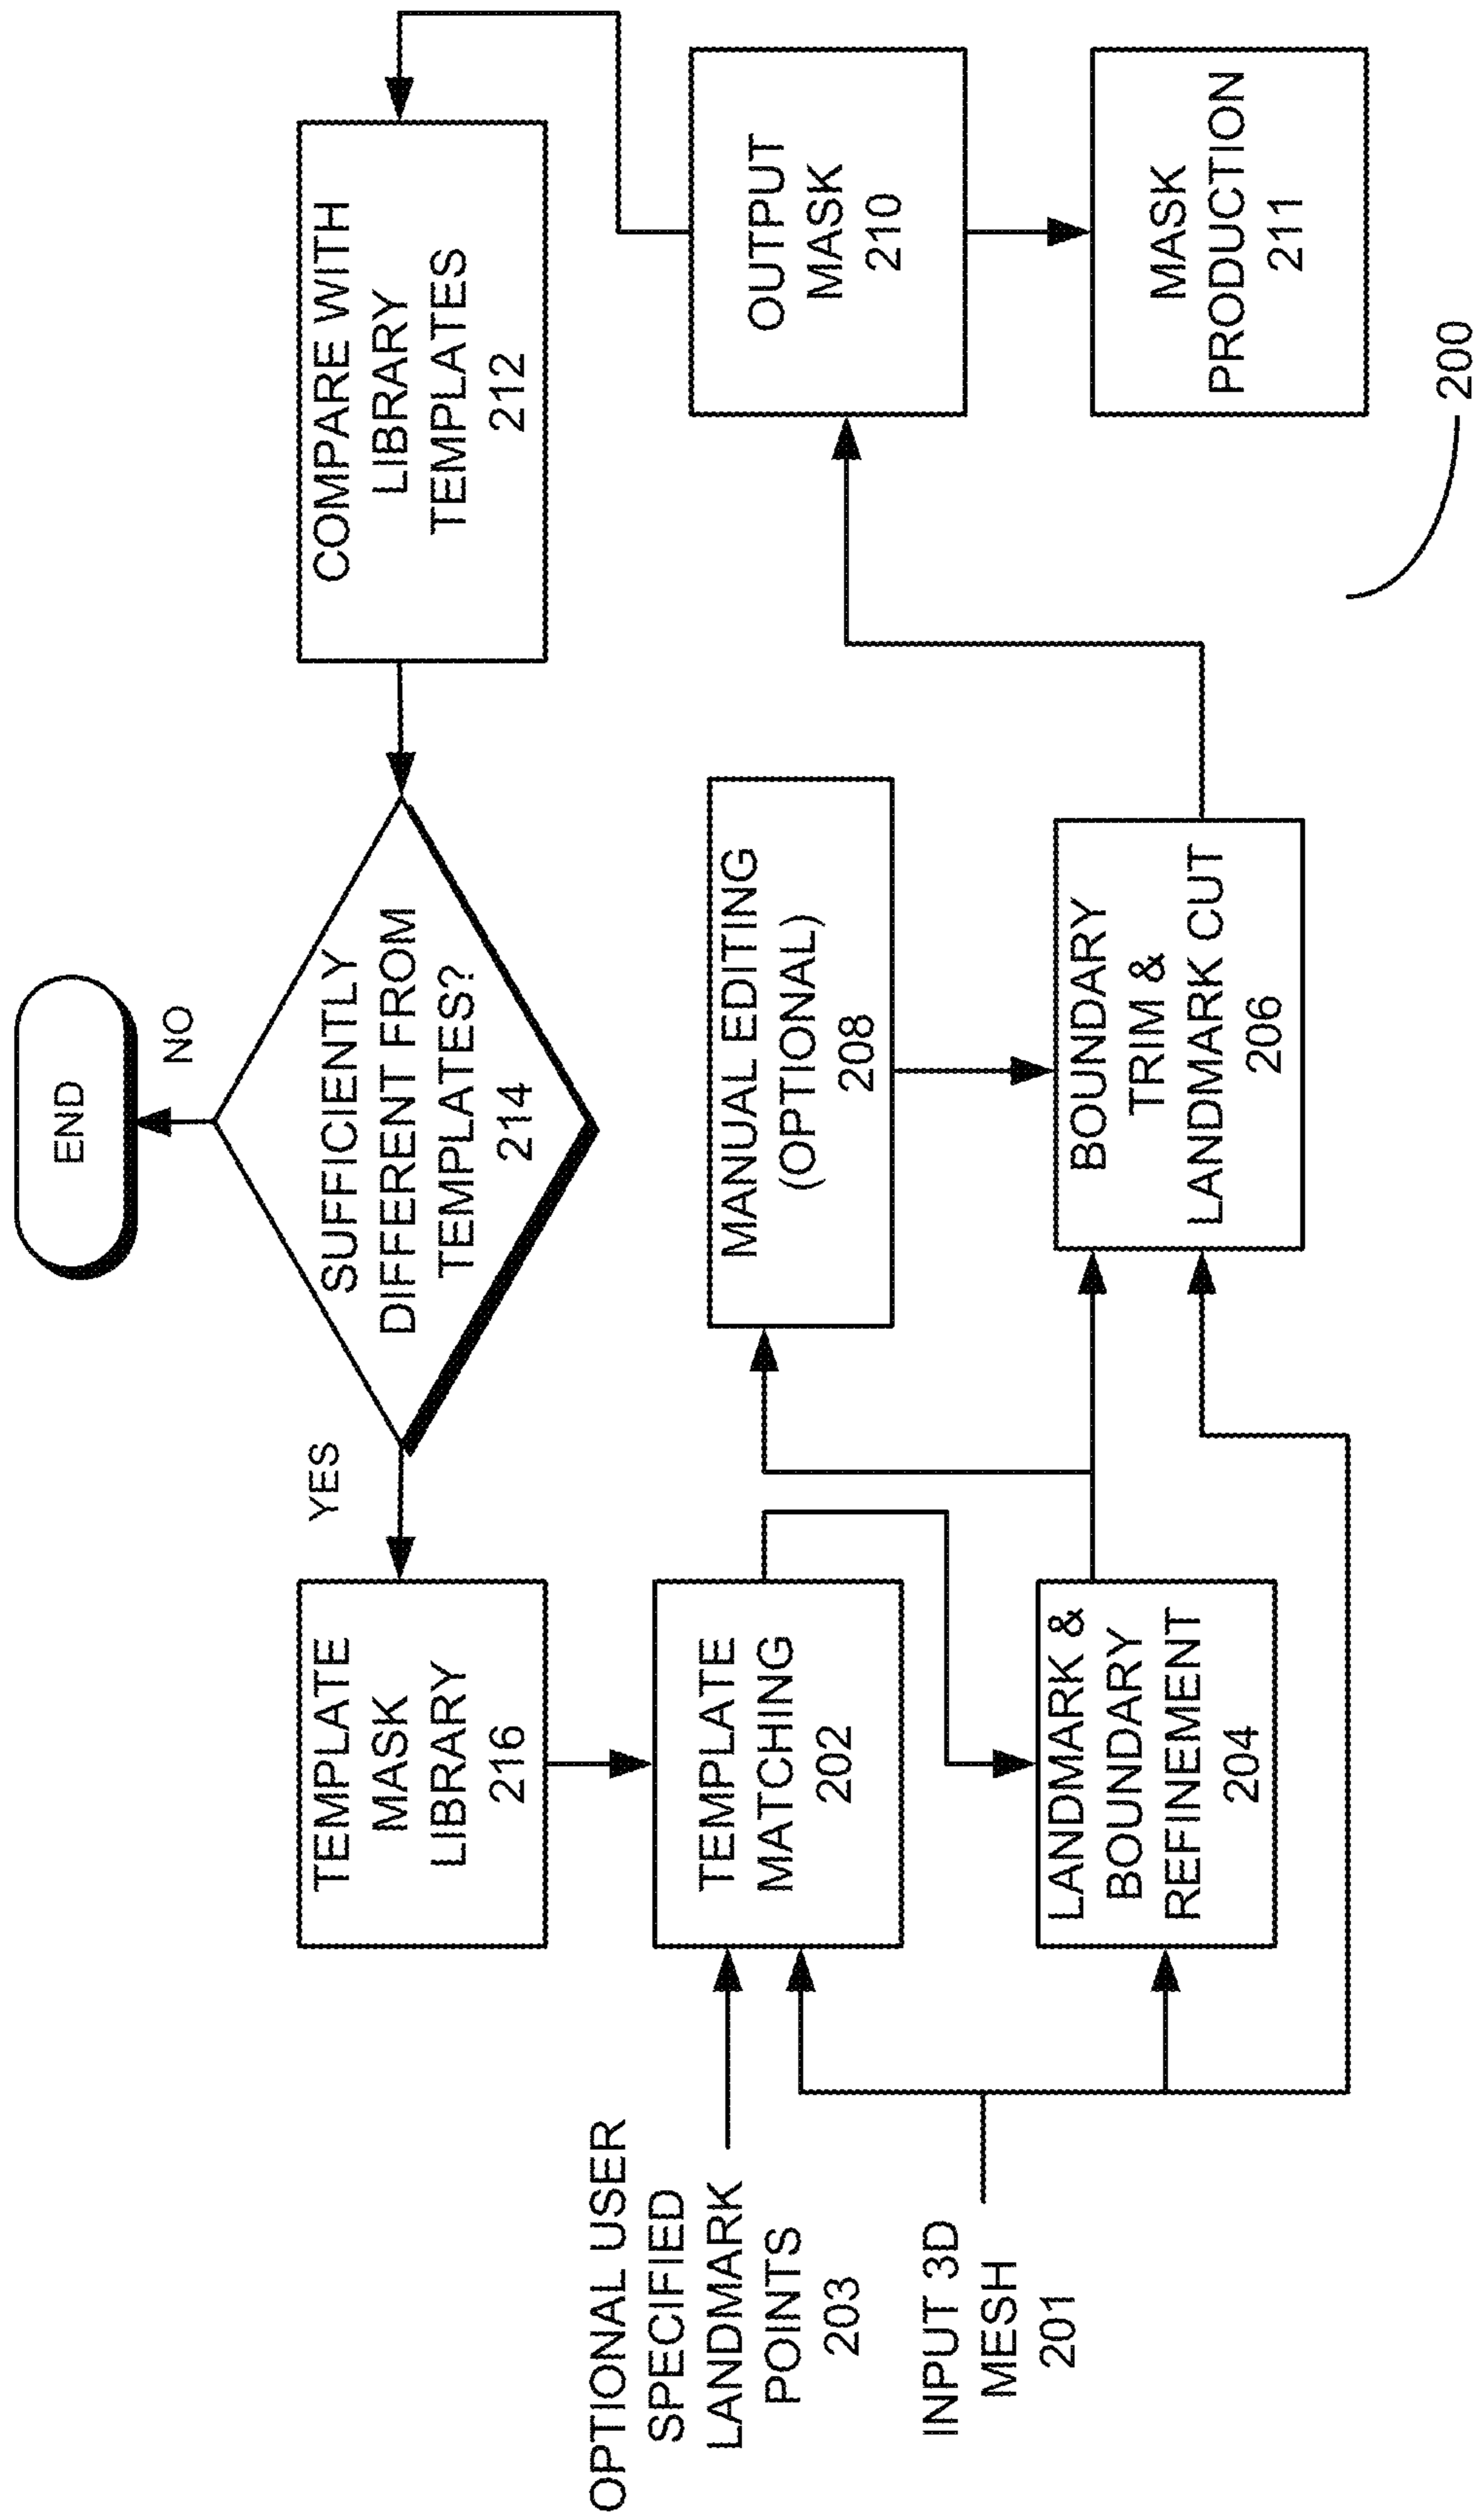 END
NO
YES
TEMPLATE
MASK
LIBRARY
216
SUFFICIENTLY
DIFFERENT FROM
TEMPLATES?
214
COMPARE WITH
LIBRARY
TEMPLATES
212
OPTIONAL USER
SPECIFIED
LANDMARK
POINTS
203
TEMPLATE
MATCHING
202
MANUAL EDITING
(OPTIONAL)
208
OUTPUT
MASK
210
INPUT 3D
MESH
201
LANDMARK &
BOUNDARY
REFINEMENT
204
BOUNDARY
TRIM &
LANDMARK CUT
206
MASK
PRODUCTION
211
200